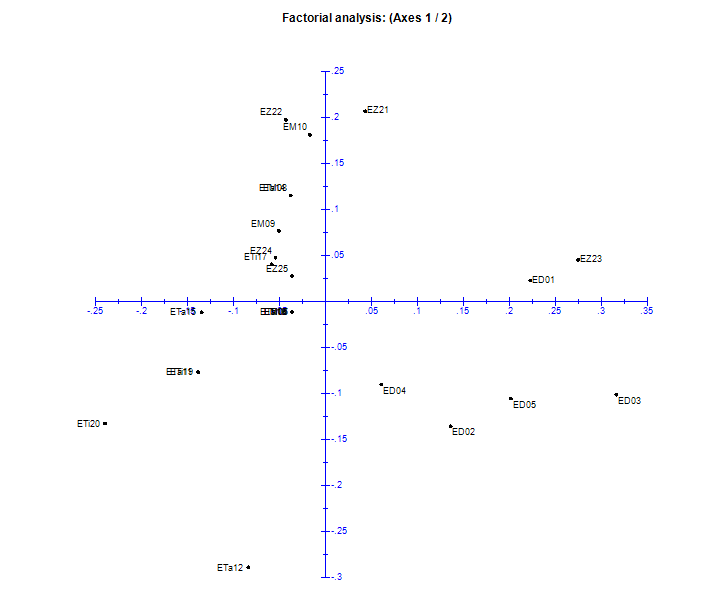 Factorial analysis: (Axes 1 / 2)
.25
EZ22
EZ21
.2
EM10
.15
.1
EM09
.05
EZ24
ETi17
EZ25
EZ23
ED01
-.25
-.2
-.1
.05
.1
.15
.2
.25
.3
.35
-.05
ED04
-.1
ED03
ED05
ETi20
ED02
-.15
-.2
-.25
ETa12
-.3